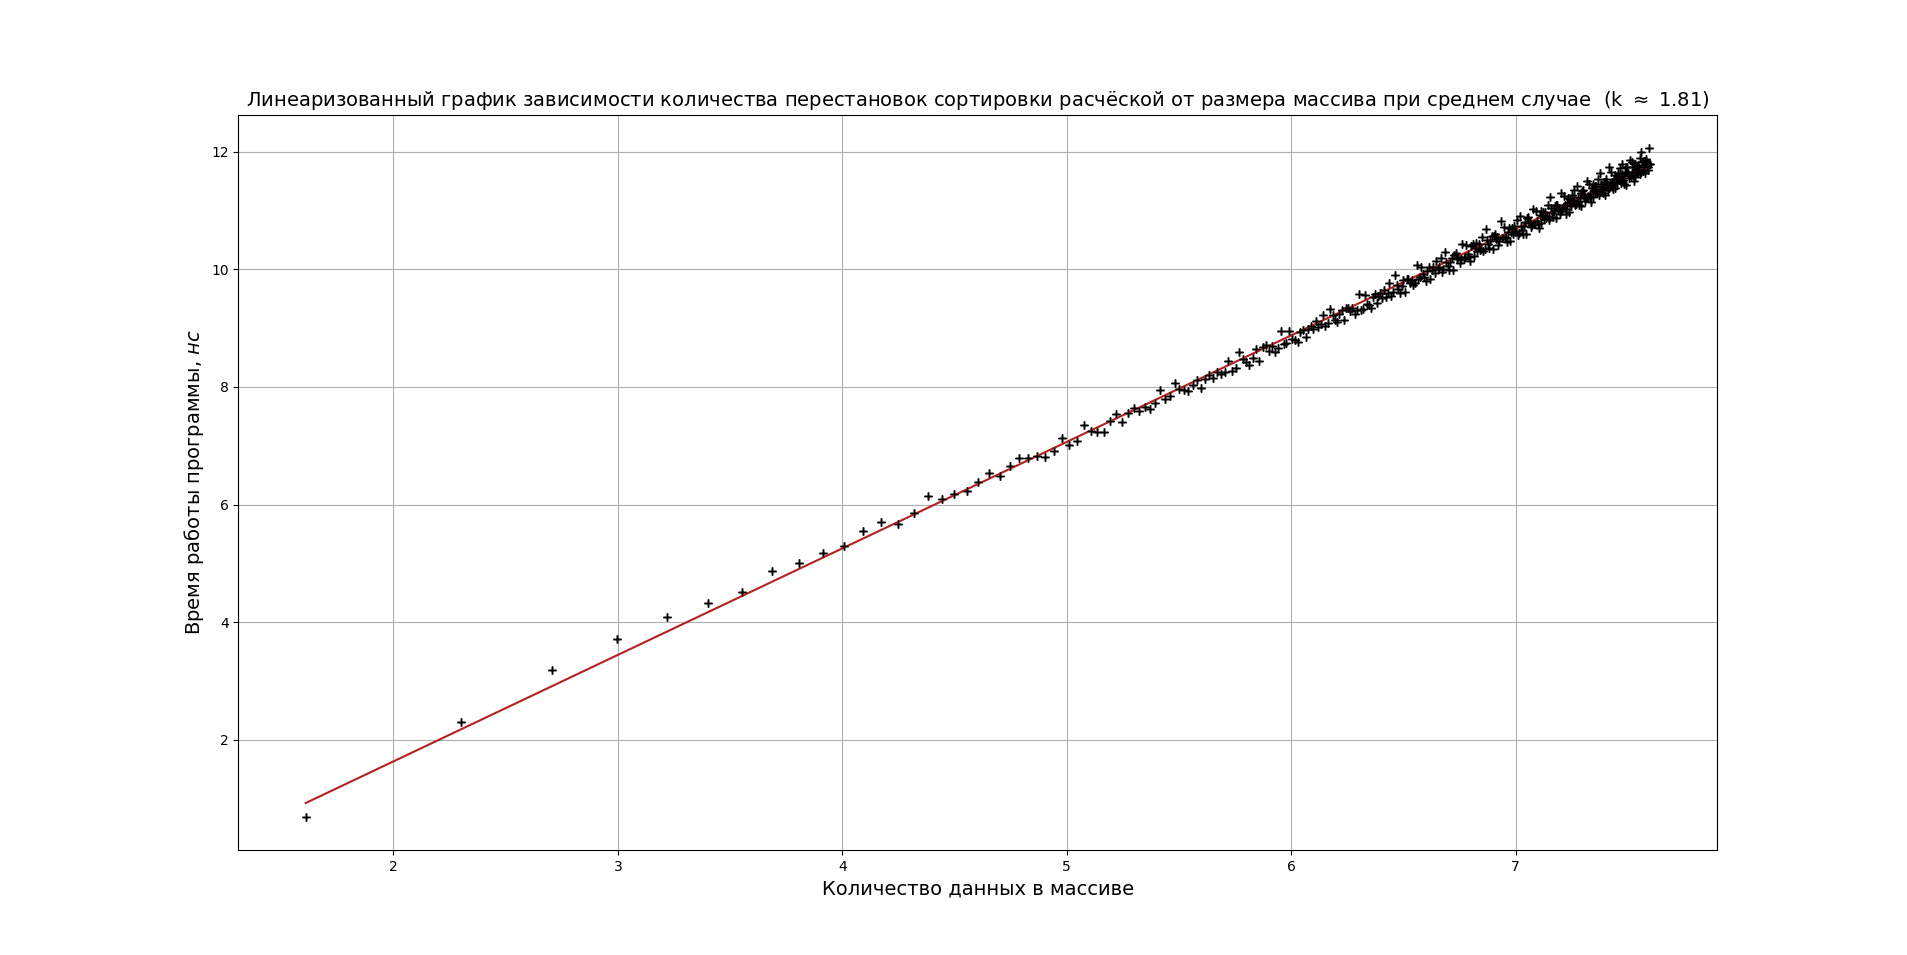 Линеаризованный график зависимости количества перестановок сортировки расчёской от размера массива при среднем случае (k ≈ 1.81)
12
10
8
6
4
2
Время работы программы, нс
2 3 4 5 6 7
Количество данных в массиве